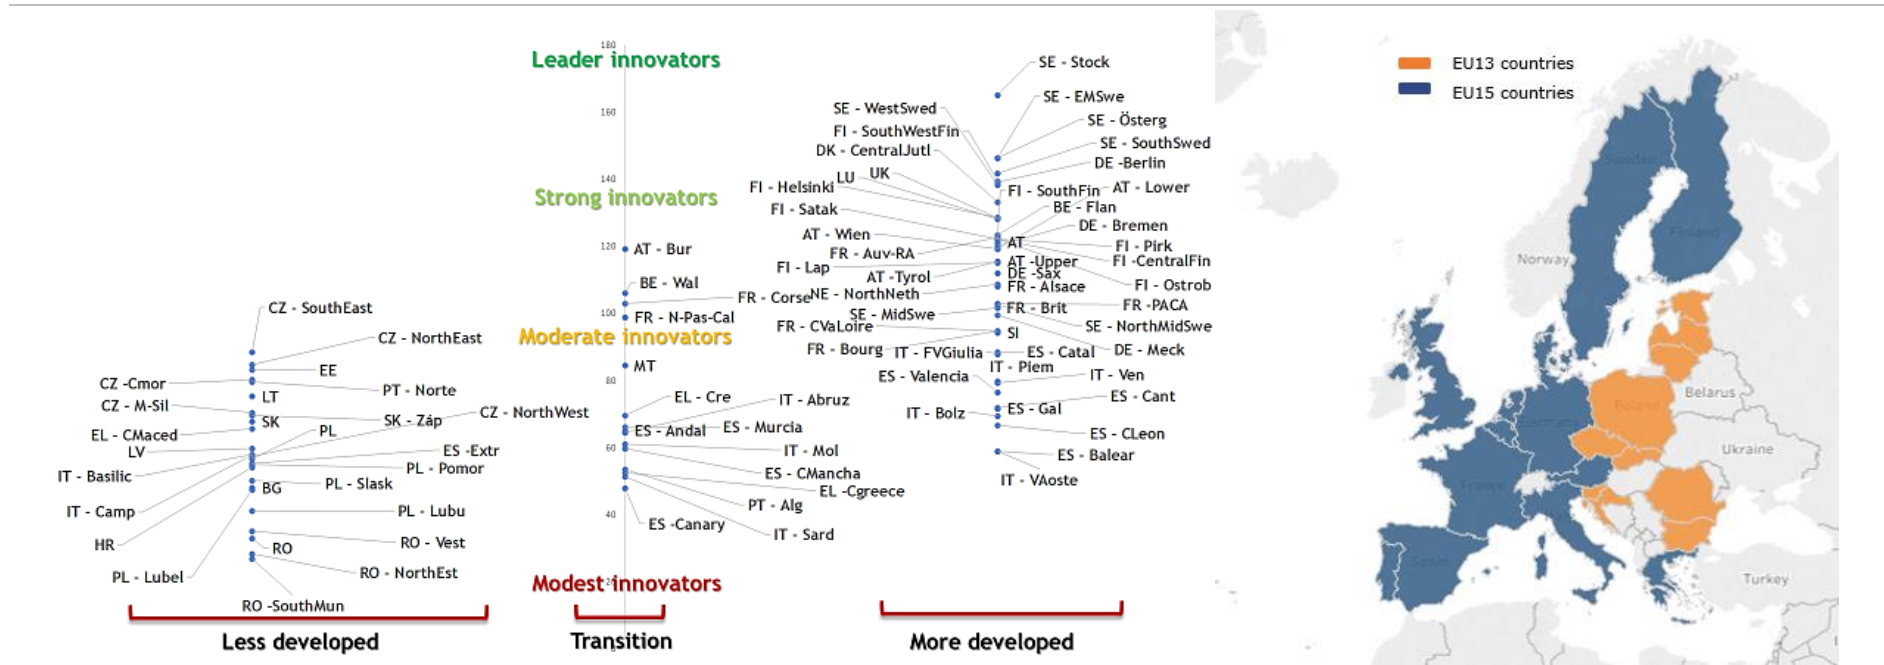 180
Leader innovators
160
140
Strong innovators
120
100
Moderate innovators
80
60
40
20
Modest innovators
CZ - SouthEast
CZ - NorthEast
EE
CZ -Cmor
PT - Norte
LT
CZ - M-Sil
CZ - NorthWest
SK
SK - Záp
EL - CMaced
PL
LV
ES -Extr
PL - Pomor
IT - Basilic
PL - Slask
BG
IT - Camp
PL - Lubu
HR
RO - Vest
RO
RO - NorthEst
PL - Lubel
RO -SouthMun
Less developed
AT - Bur
BE - Wal
FR - Corse
FR - N-Pas-Cal
MT
EL - Cre
IT - Abruz
ES - Andal
ES - Murcia
IT - Mol
ES - CMancha
EL -Cgreece
PT - Alg
ES -Canary
IT - Sard
Transition
SE - Stock
SE - EMSwe
SE - WestSwed
SE - Österg
FI - SouthWestFin
SE - SouthSwed
DK - CentralJutl
DE -Berlin
UK
LU
FI - Helsinki
FI - SouthFin
AT - Lower
FI - Satak
BE - Flan
DE - Bremen
AT - Wien
AT
FI - Pirk
FR - Auv-RA
FI -CentralFin
FI - Lap
AT -Upper
AT -Tyrol
DE -Sax
FI - Ostrob
FR - Alsace
NE - NorthNeth
FR - Brit
FR -PACA
SE - MidSwe
SE - NorthMidSwe
FR - CVaLoire
SI
FR - Bourg
IT - FVGiulia
ES - Catal
DE - Meck
IT - Piem
ES - Valencia
IT - Ven
ES - Cant
IT - Bolz
ES - Gal
ES - CLeon
ES - Balear
IT - VAoste
More developed
EU13 countries
EU15 countries
Sweden
Finland
Norway
Belarus
Poland
Germany
Ukraine
France
Spain
Turkey